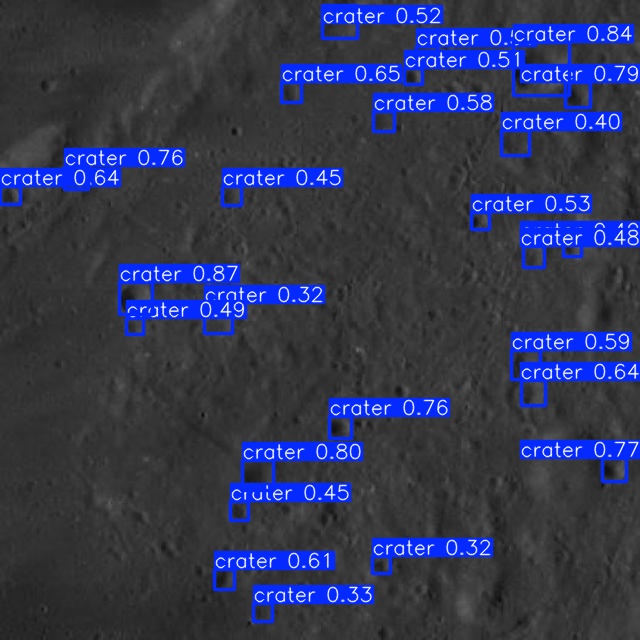 crater 0.52
crater 0.84
crater 0.51
crater 0.65
crater 0.79
crater 0.58
crater 0.40
crater 0.76
crater 0.64
crater 0.45
crater 0.53
crater 0.48
crater 0.87
crater 0.32
crater 0.49
crater 0.59
crater 0.64
crater 0.76
crater 0.80
crater 0.77
crater 0.45
crater 0.32
crater 0.61
crater 0.33